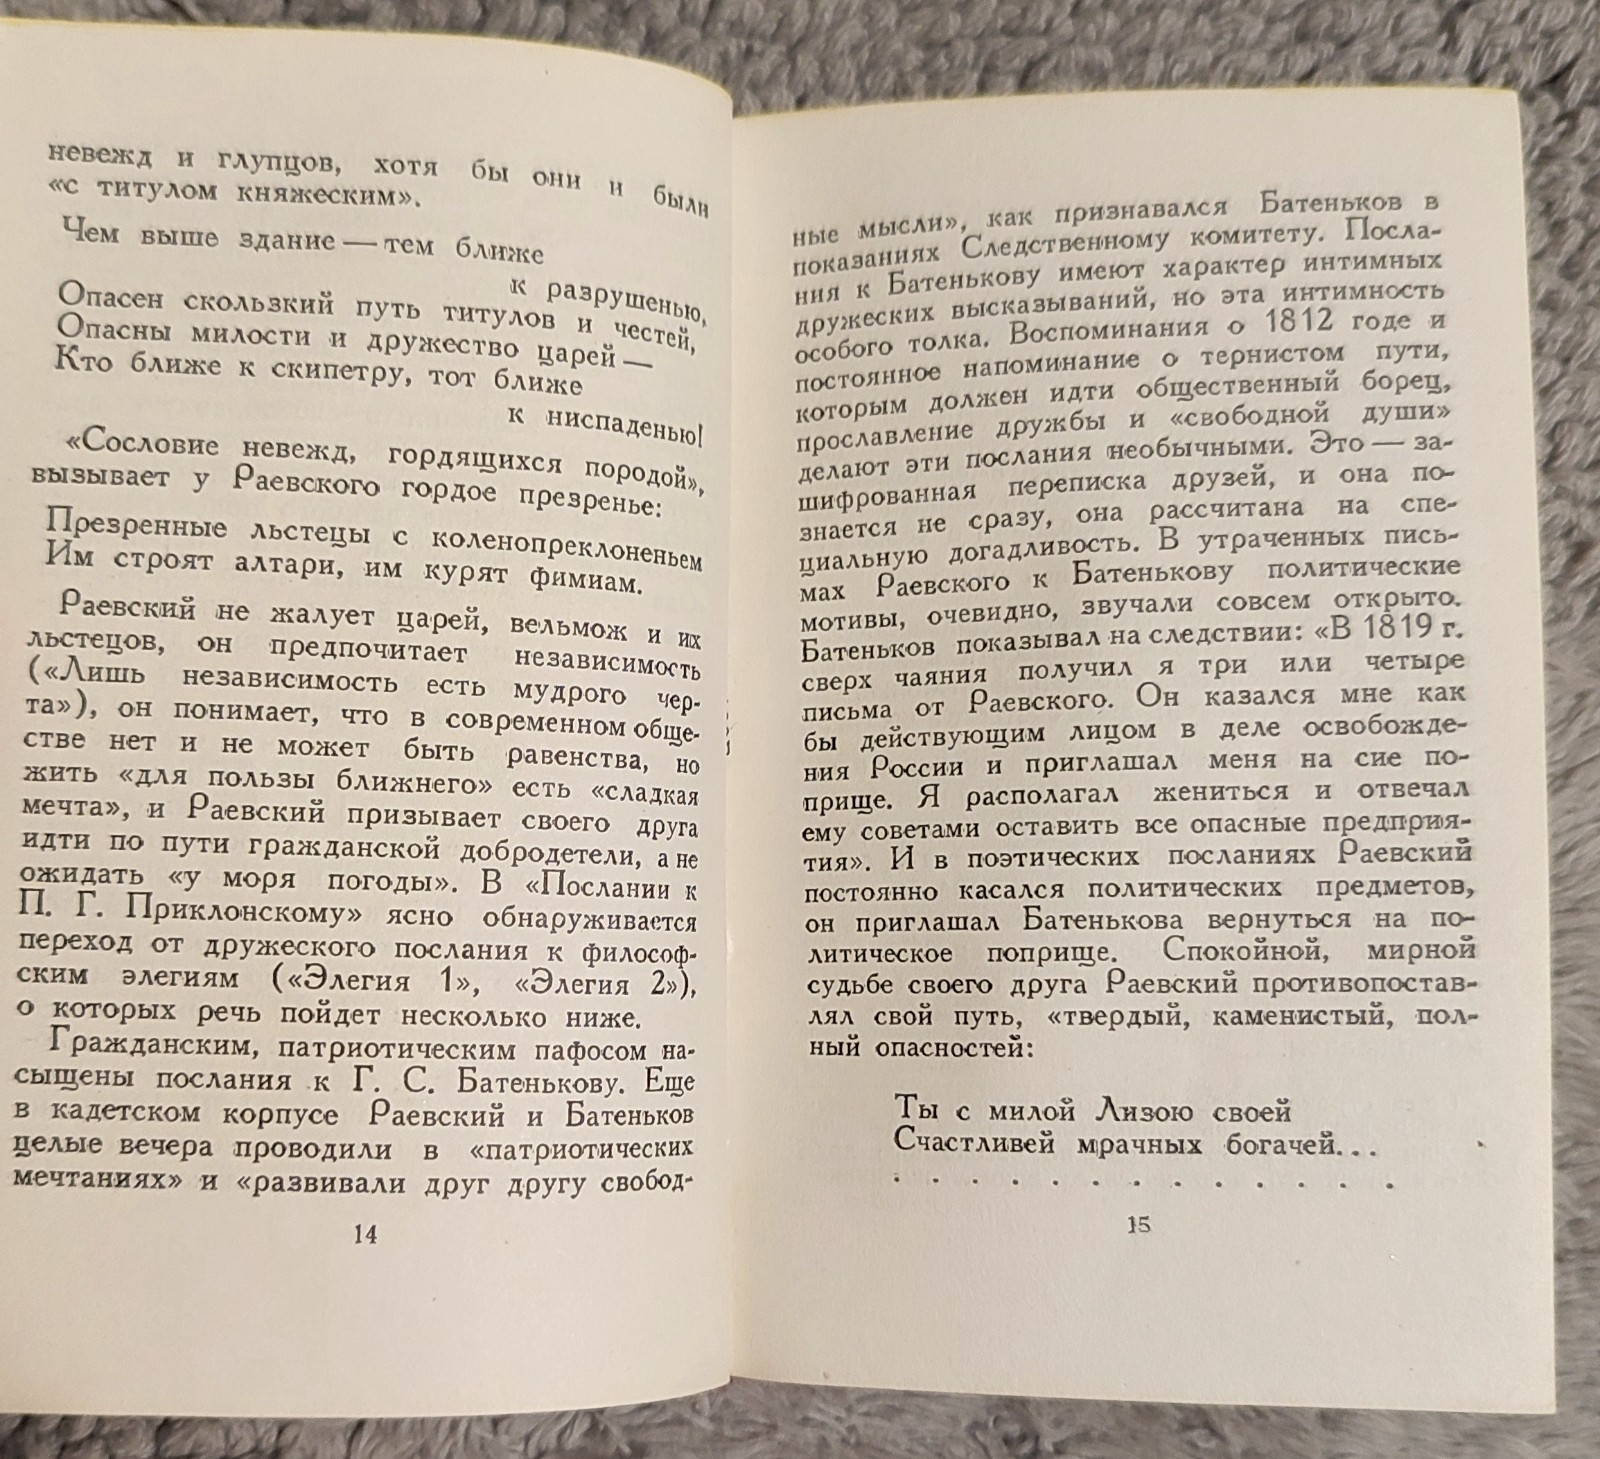 невежд и глупцов, хотя бы они и были
«с титулом княжеским».
Чем выше здание — тем ближе
к разрушенью,
Опасен скользкий путь титулов и честей,
Опасны милости и дружество царей —
Кто ближе к скипетру, тот ближе
к ниспаденью!
«Сословие невежд, гордящихся породой»,
вызывает у Раевского гордое презренье:
Презренные льстецы с коленопреклоненьем
Им строят алтари, им курят фимиам.
Раевский не жалует царей, вельмож и их
льстецов, он предпочитает независимость
(«Лишь независимость есть мудрого чер-
та»), он понимает, что в современном обще-
стве нет и не может быть равенства, но
жить «для пользы ближнего» есть «сладкая
мечта», и Раевский призывает своего друга
идти по пути гражданской добродетели, а не
ожидать «у моря погоды». В «Послании к
П. Г. Приклонскому» ясно обнаруживается
переход от дружеского послания к философ-
ским элегиям («Элегия 1», «Элегия 2»),
о которых речь пойдет несколько ниже.
Гражданским, патриотическим пафосом на-
сыщены послания к Г. С. Батенькову. Еще
в кадетском корпусе Раевский и Батеньков
целые вечера проводили в «патриотических
мечтаниях» и «развивали друг другу свобод-
14
ные мысли», как признавался Батеньков в
показаниях Следственному комитету. Посла-
ния к Батенькову имеют характер интимных
дружеских высказываний, но эта интимность
особого толка. Воспоминания о 1812 годе и
постоянное напоминание о тернистом пути,
которым должен идти общественный борец,
прославление дружбы и «свободной души»
делают эти послания необычными. Это — за-
шифрованная переписка друзей, и она по-
знается не сразу, она рассчитана на спе-
циальную догадливость. В утраченных пись-
мах Раевского к Батенькову политические
мотивы, очевидно, звучали совсем открыто.
Батеньков показывал на следствии: «В 1819 г.
сверх чаяния получил я три или четыре
письма от Раевского. Он казался мне как
бы действующим лицом в деле освобожде-
ния России и приглашал меня на сие по-
прище. Я располагал жениться и отвечал
ему советами оставить все опасные предприя-
тия». И в поэтических посланиях Раевский
постоянно касался политических предметов,
он приглашал Батенькова вернуться на по-
литическое поприще. Спокойной, мирной
судьбе своего друга Раевский противопостав-
лял свой путь, «твердый, каменистый, пол-
ный опасностей:
Ты с милой Лизою своей
Счастливей мрачных богачей...
. . . . . . . . . . . . .
15